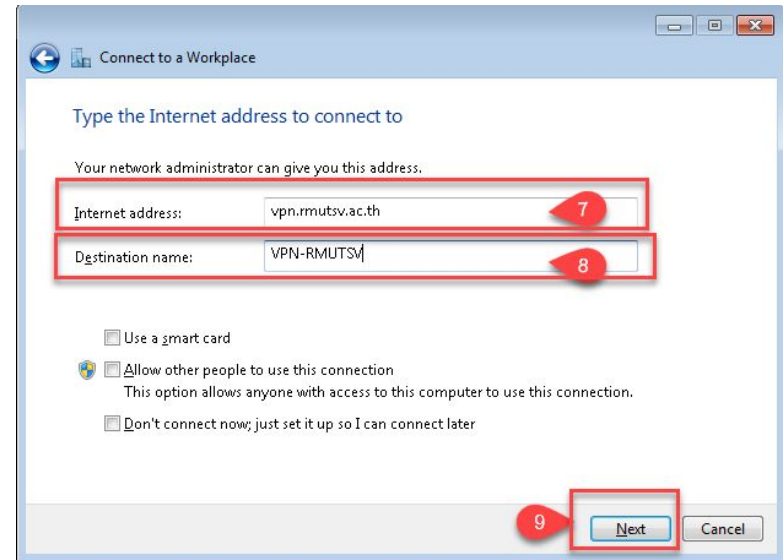 Connect to a Workplace
Type the Internet address to connect to
Your network administrator can give you this address.
Internet address: vpn.rmutsv.ac.th 7
Destination name: VPN-RMUTSV 8
Use a smart card
Allow other people to use this connection
This option allows anyone with access to this computer to use this connection.
Don't connect now; just set it up so I can connect later
9 Next Cancel